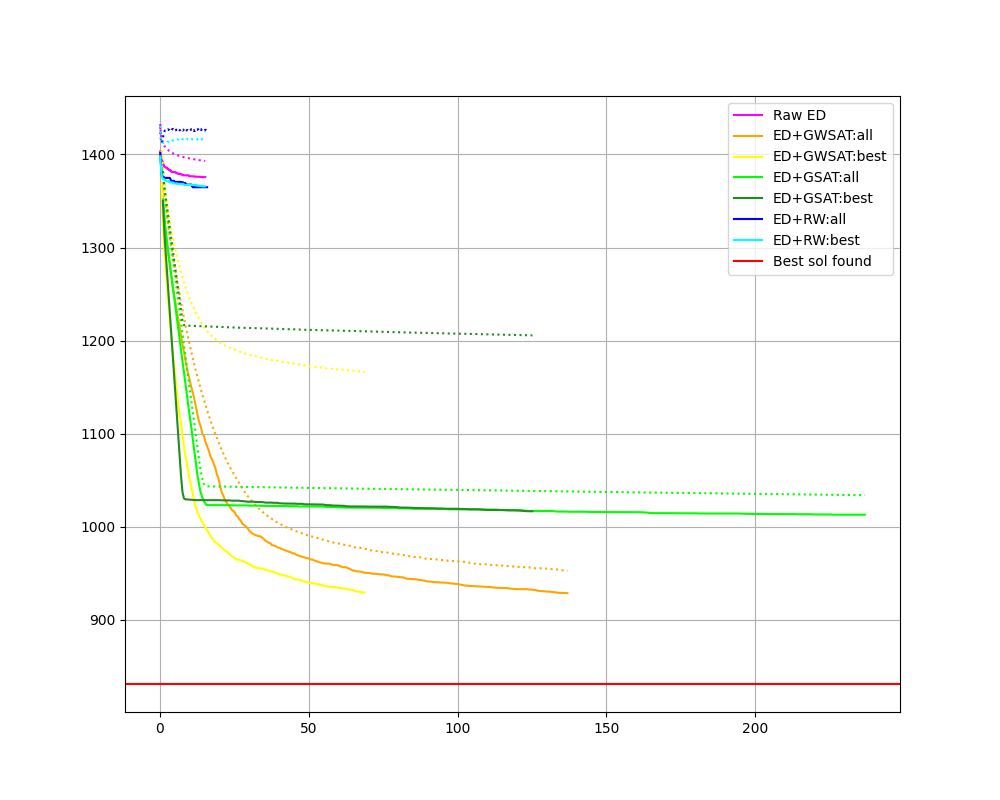 Raw ED
ED+GWSAT:all
ED+GWSAT:best
ED+GSAT:all
ED+GSAT:best
ED+RW:all
ED+RW:best
Best sol found
1400
1300
1200
1100
1000
900
0 50 100 150 200